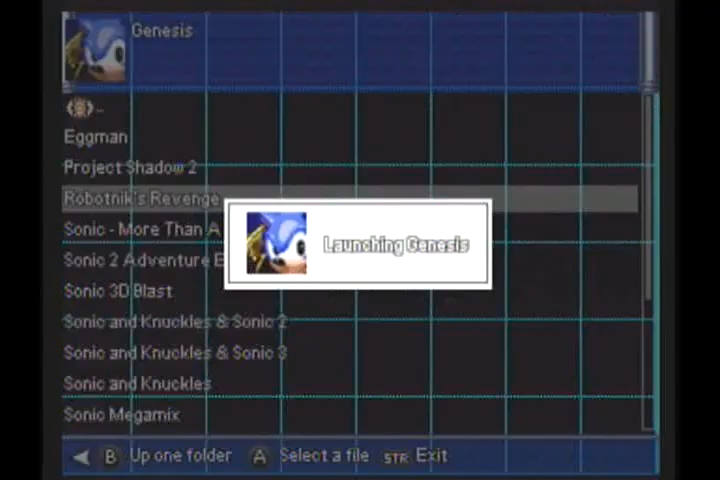 Genesis
..
Eggman
Project Shadow 2
Robotnik's Revenge
Sonic - More Than A
Sonic 2 Adventure E
Launching Genesis
Sonic 3D Blast
Sonic and Knuckles & Sonic 2
Sonic and Knuckles & Sonic 3
Sonic and Knuckles
Sonic Megamix
B Up one folder A Select a file STR Exit